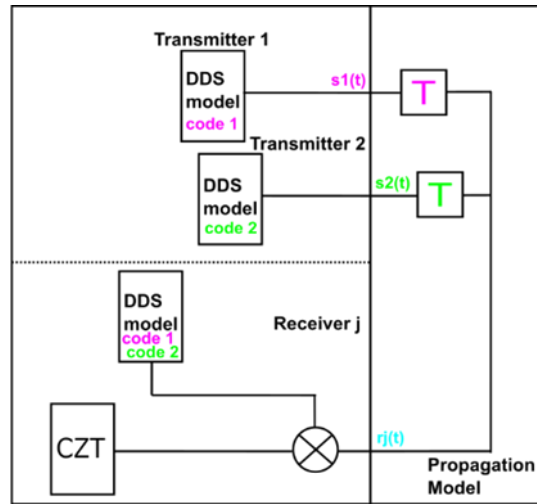 Transmitter 1
DDS
model
code 1
s1(t)
T
Transmitter 2
DDS
model
code 2
s2(t)
T
DDS
model
code 1
code 2
Receiver j
CZT
rj(t)
Propagation
Model